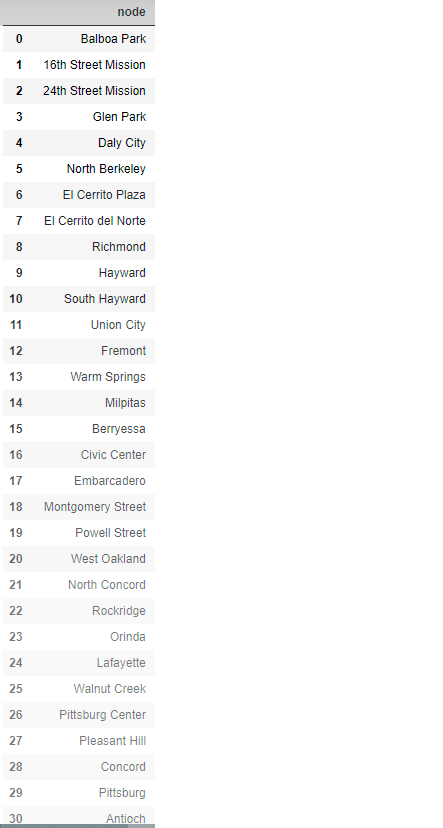 node
0 Balboa Park
1 16th Street Mission
2 24th Street Mission
3 Glen Park
4 Daly City
5 North Berkeley
6 El Cerrito Plaza
7 El Cerrito del Norte
8 Richmond
9 Hayward
10 South Hayward
11 Union City
12 Fremont
13 Warm Springs
14 Milpitas
15 Berryessa
16 Civic Center
17 Embarcadero
18 Montgomery Street
19 Powell Street
20 West Oakland
21 North Concord
22 Rockridge
23 Orinda
24 Lafayette
25 Walnut Creek
26 Pittsburg Center
27 Pleasant Hill
28 Concord
29 Pittsburg
30 Antioch